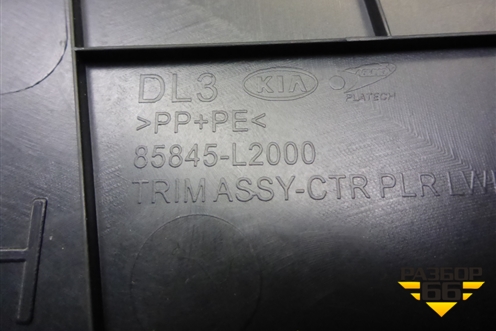 DL3 KIA
PLATECH
>PP+PE<
85845-L2000
TRIM ASSY-CTR PLR LW
H
РАЗБОР
66